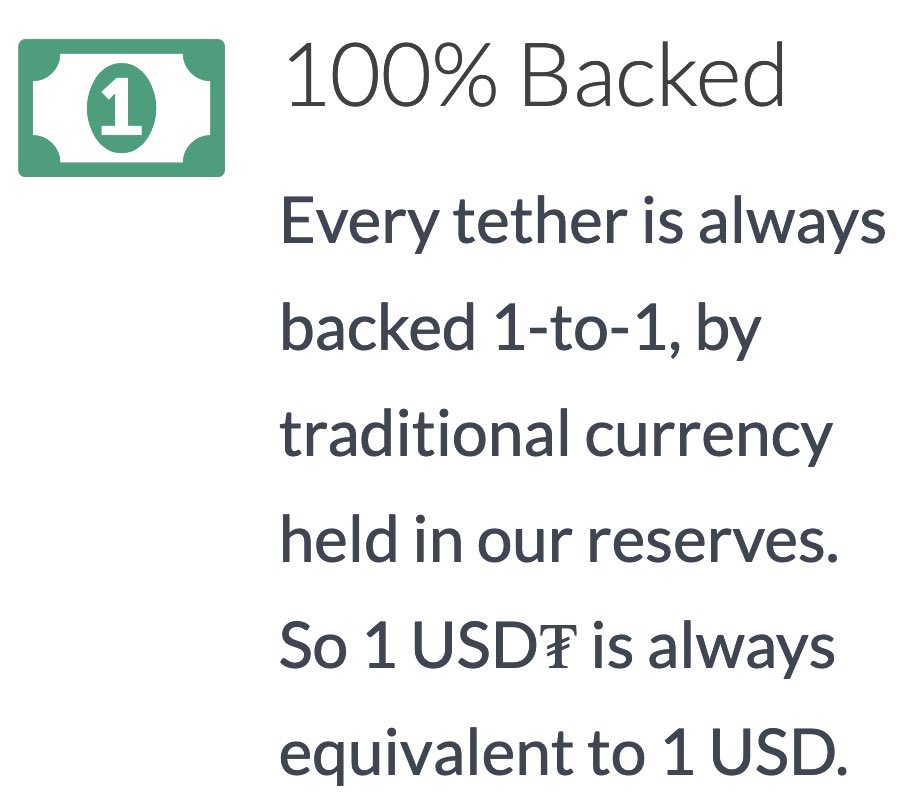 1
100% Backed
Every tether is always
backed 1-to-1, by
traditional currency
held in our reserves.
So 1 USD₮ is always
equivalent to 1 USD.